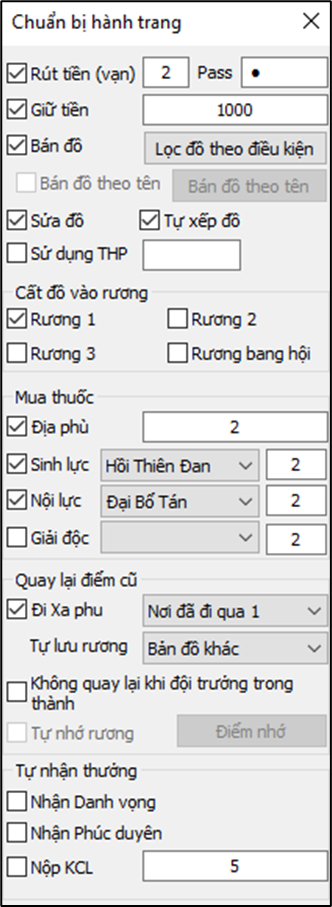 Chuẩn bị hành trang
Rút tiền (vạn) 2 Pass
Giữ tiền 1000
Bán đồ Lọc đồ theo điều kiện
Bán đồ theo tên Bán đồ theo tên
Sửa đồ Tự xếp đồ
Sử dụng THP
Cất đồ vào rương
Rương 1 Rương 2
Rương 3 Rương bang hội
Mua thuốc
Địa phù 2
Sinh lực Hồi Thiên Đan 2
Nội lực Đại Bổ Tán 2
Giải độc 2
Quay lại điểm cũ
Đi Xa phu Nơi đã đi qua 1
Tự lưu rương Bản đồ khác
Không quay lại khi đội trưởng trong
thành
Tự nhớ rương Điểm nhớ
Tự nhận thưởng
Nhận Danh vọng
Nhận Phúc duyên
Nộp KCL 5